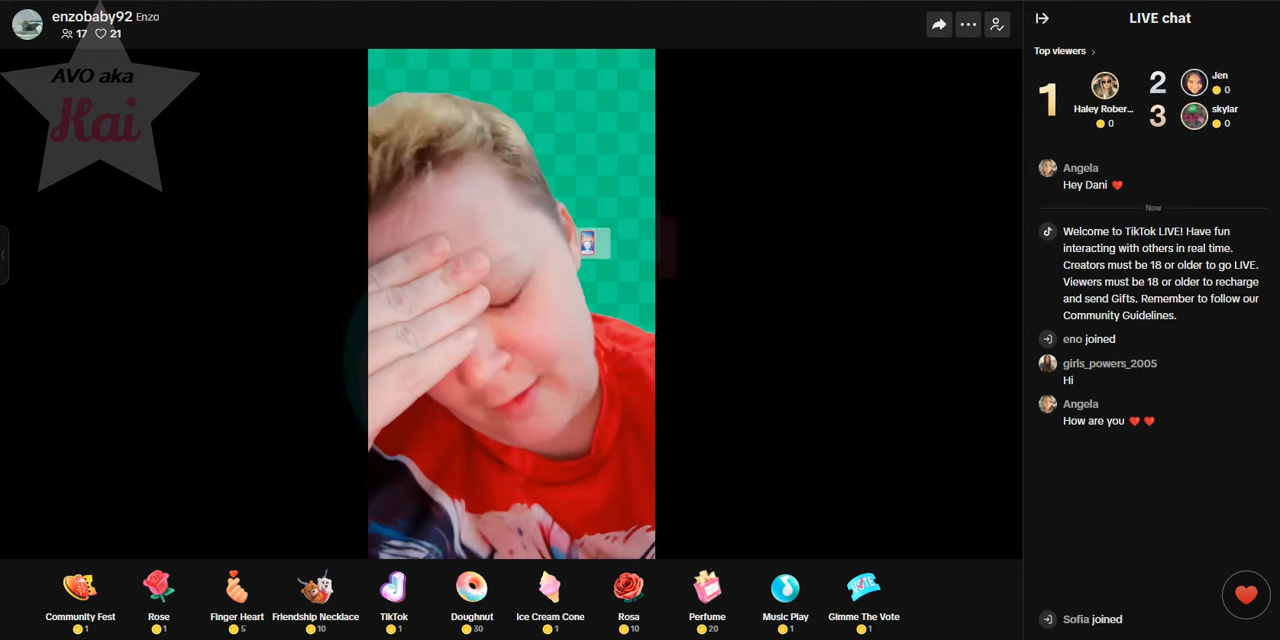 enzobaby92 Enzo
17 21
AVO aka
Kai
LIVE chat
Top viewers
1
Haley Rober...
0
2
Jen
0
3
skylar
0
Angela
Hey Dani ❤️
New
Welcome to TikTok LIVE! Have fun
interacting with others in real time.
Creators must be 18 or older to go LIVE.
Viewers must be 18 or older to recharge
and send Gifts. Remember to follow our
Community Guidelines.
eno joined
girls_powers_2005
Hi
Angela
How are you ❤️ ❤️
Sofia joined
Community Fest
1
Rose
1
Finger Heart
5
Friendship Necklace
10
TikTok
1
Doughnut
30
Ice Cream Cone
1
Rosa
10
Perfume
20
Music Play
1
VOTE
Gimme The Vote
1